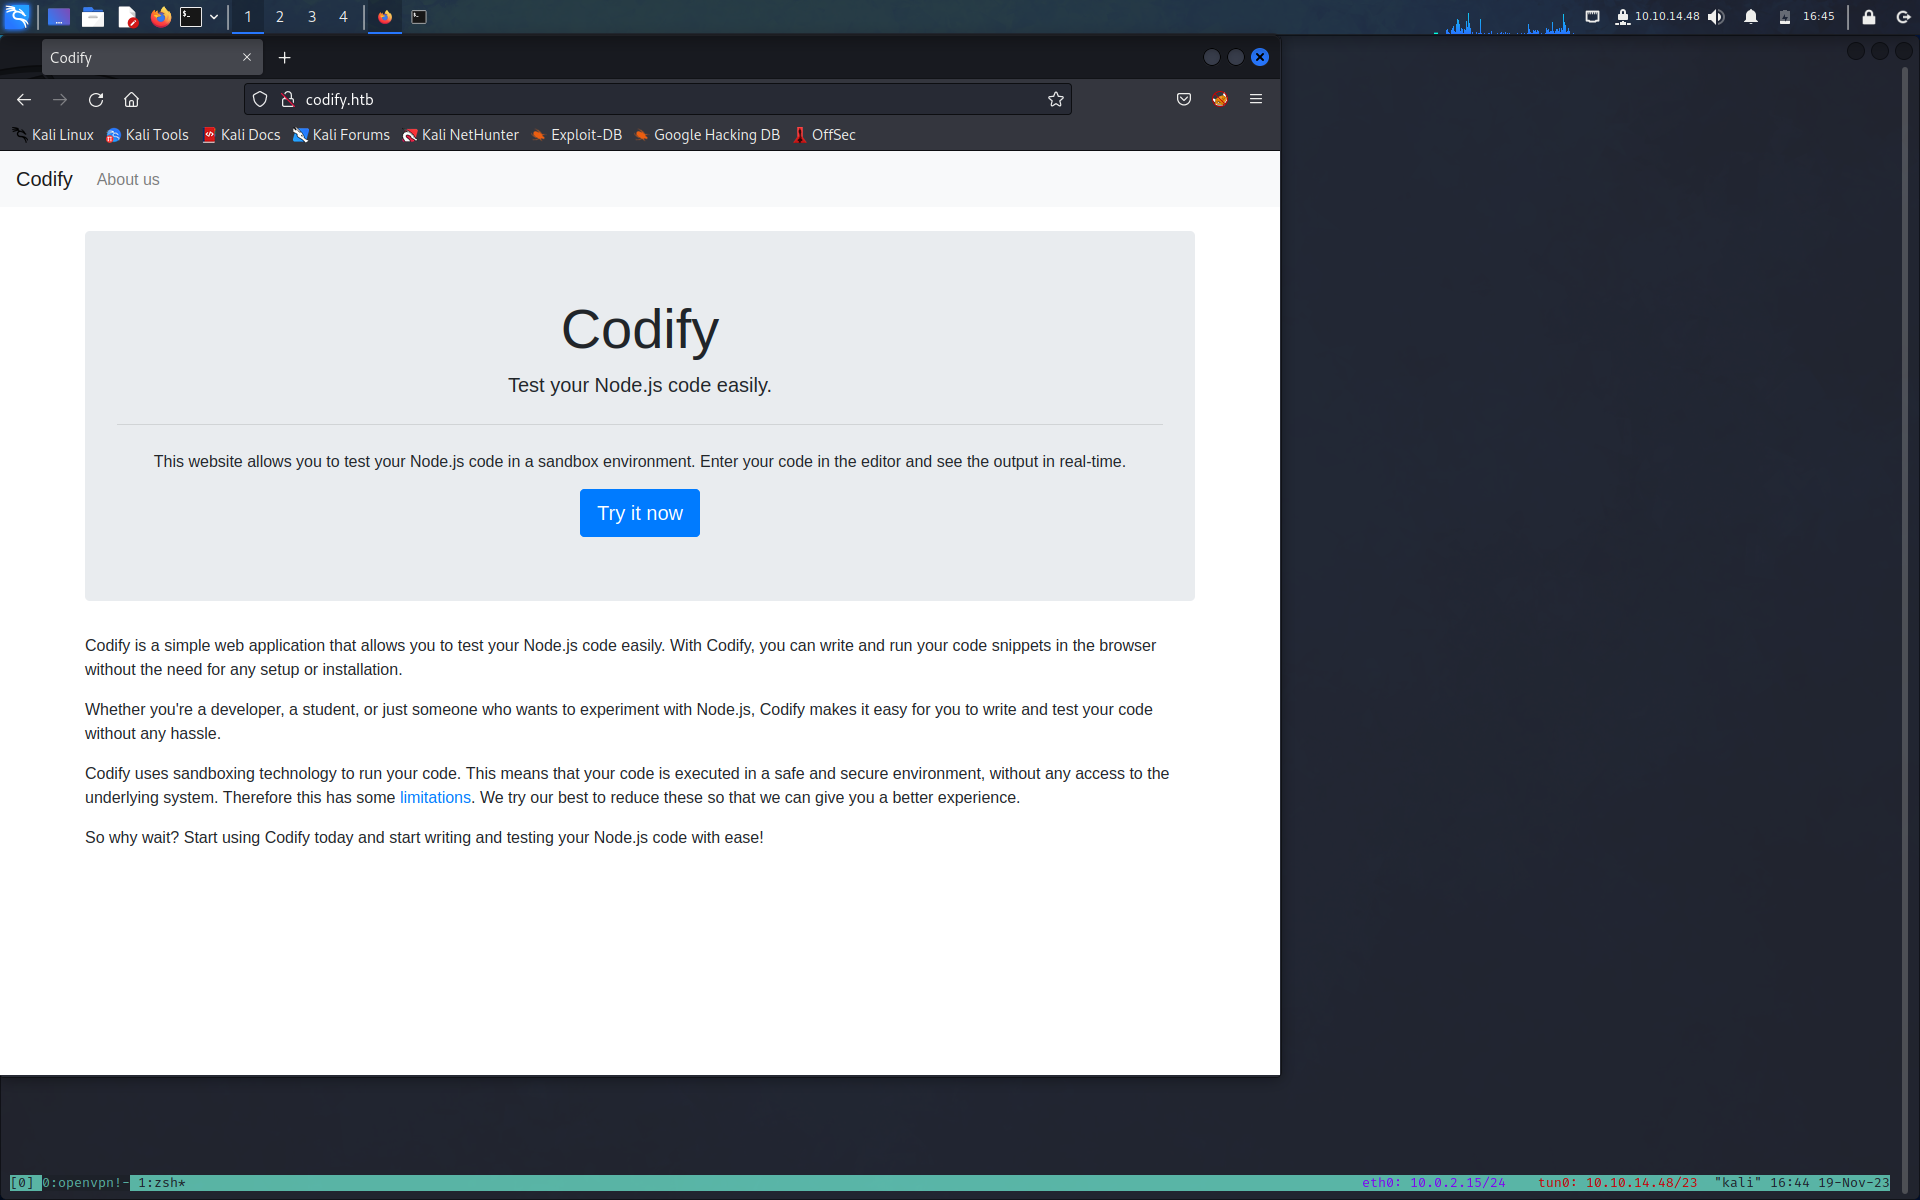 1 2 3 4 10.10.14.48 16:45
Codify
codify.htb
Kali Linux Kali Tools Kali Docs Kali Forums Kali NetHunter Exploit-DB Google Hacking DB OffSec
Codify About us
Codify
Test your Node.js code easily.
This website allows you to test your Node.js code in a sandbox environment. Enter your code in the editor and see the output in real-time.
Try it now
Codify is a simple web application that allows you to test your Node.js code easily. With Codify, you can write and run your code snippets in the browser
without the need for any setup or installation.
Whether you're a developer, a student, or just someone who wants to experiment with Node.js, Codify makes it easy for you to write and test your code
without any hassle.
Codify uses sandboxing technology to run your code. This means that your code is executed in a safe and secure environment, without any access to the
underlying system. Therefore this has some limitations. We try our best to reduce these so that we can give you a better experience.
So why wait? Start using Codify today and start writing and testing your Node.js code with ease!
[0] 0:openvpn!- 1:zsh* eth0: 10.0.2.15/24 tun0: 10.10.14.48/23 "kali" 16:44 19-Nov-23